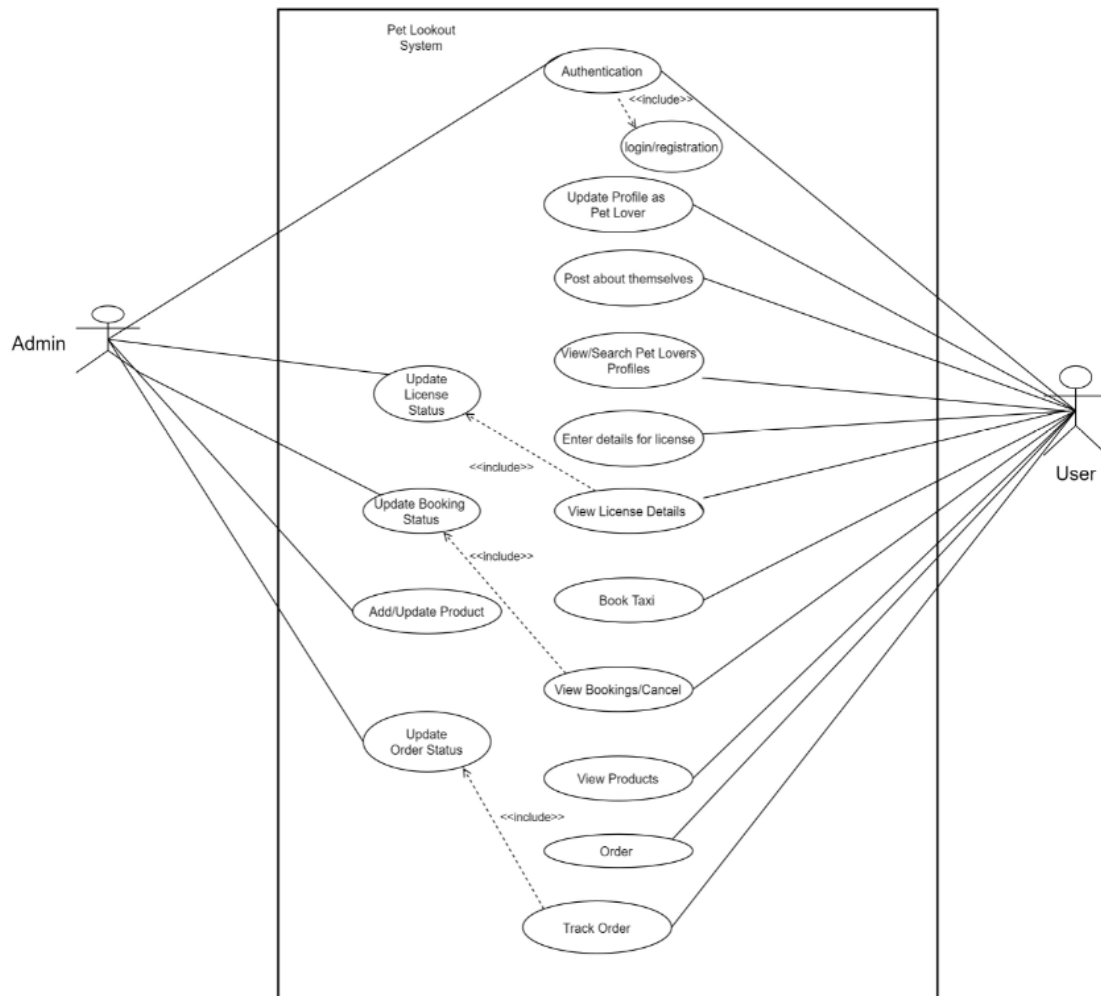 Pet Lookout
System
Authentication
<<include>>
login/registration
Update Profile as
Pet Lover
Post about themselves
Admin
View/Search Pet Lovers
Profiles
Update
License
Status
Enter details for license
User
<<include>>
Update Booking
Status
View License Details
<<include>>
Book Taxi
Add/Update Product
View Bookings/Cancel
Update
Order Status
View Products
<<include>>
Order
Track Order